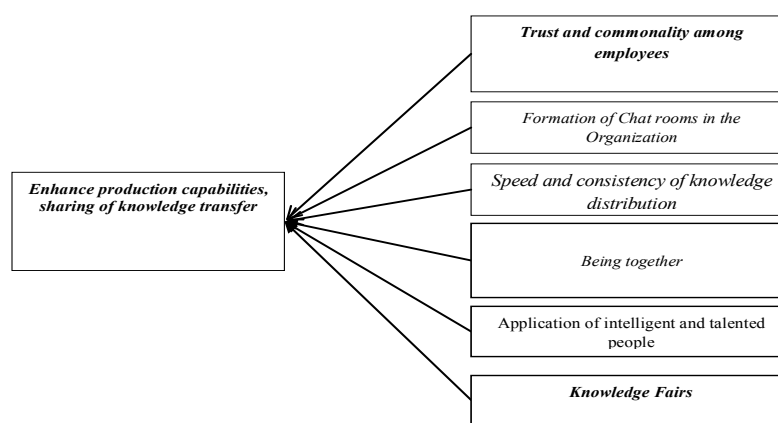 Trust and commonality among
employees
Formation of Chat rooms in the
Organization
Enhance production capabilities,
sharing of knowledge transfer
Speed and consistency of knowledge
distribution
Being together
Application of intelligent and talented
people
Knowledge Fairs